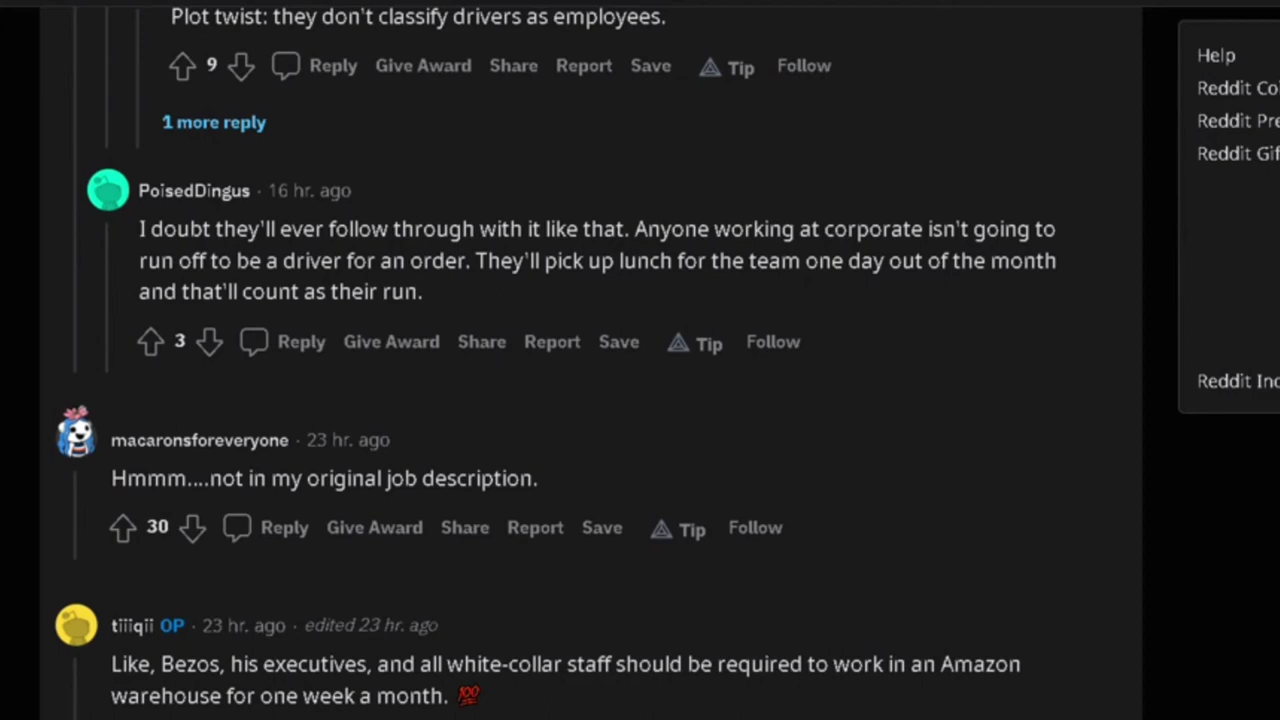 Plot twist: they don't classify drivers as employees.
9 Reply Give Award Share Report Save Tip Follow
1 more reply
PoisedDingus · 16 hr. ago
I doubt they'll ever follow through with it like that. Anyone working at corporate isn't going to
run off to be a driver for an order. They'll pick up lunch for the team one day out of the month
and that'll count as their run.
3 Reply Give Award Share Report Save Tip Follow
macaronsforeveryone · 23 hr. ago
Hmmm....not in my original job description.
30 Reply Give Award Share Report Save Tip Follow
tiiiqii OP · 23 hr. ago · edited 23 hr. ago
Like, Bezos, his executives, and all white-collar staff should be required to work in an Amazon
warehouse for one week a month. 💯
Help
Reddit Co
Reddit Pre
Reddit Gif
Reddit Inc